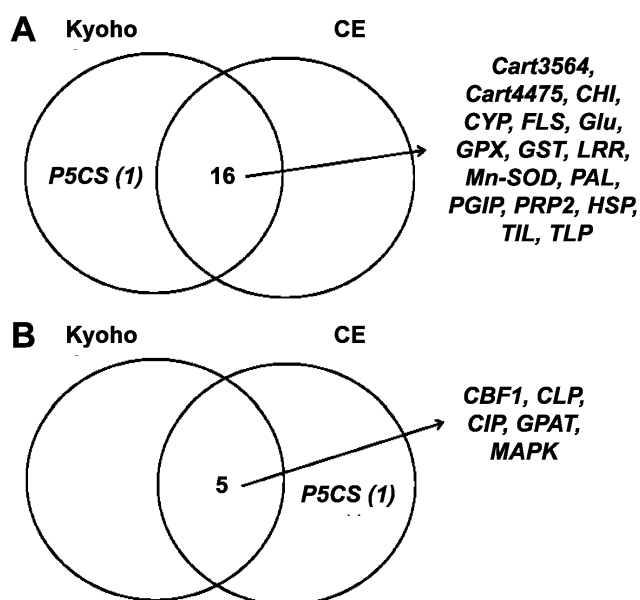 A Kyoho CE
P5CS (1) 16
Cart3564,
Cart4475, CHI,
CYP, FLS, Glu,
GPX, GST, LRR,
Mn-SOD, PAL,
PGIP, PRP2, HSP,
TIL, TLP
B Kyoho CE
5 P5CS (1)
CBF1, CLP,
CIP, GPAT,
MAPK